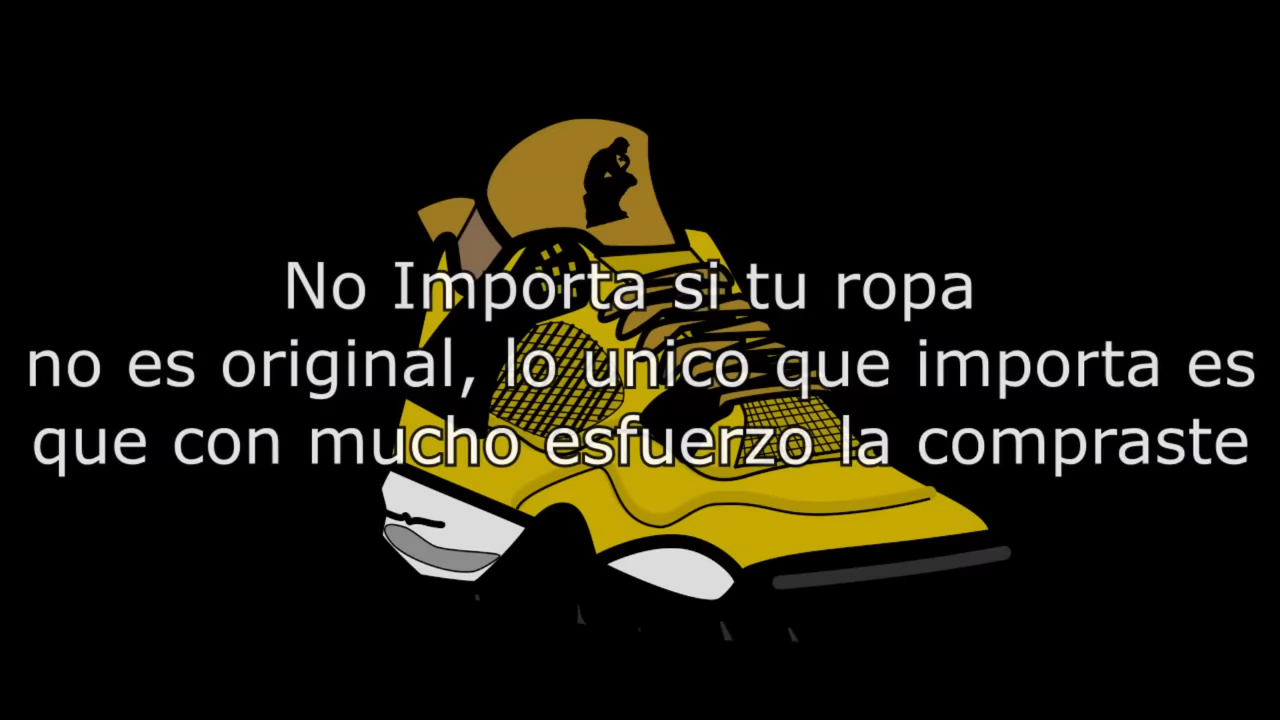 No Importa si tu ropa
no es original, lo unico que importa es
que con mucho esfuerzo la compraste